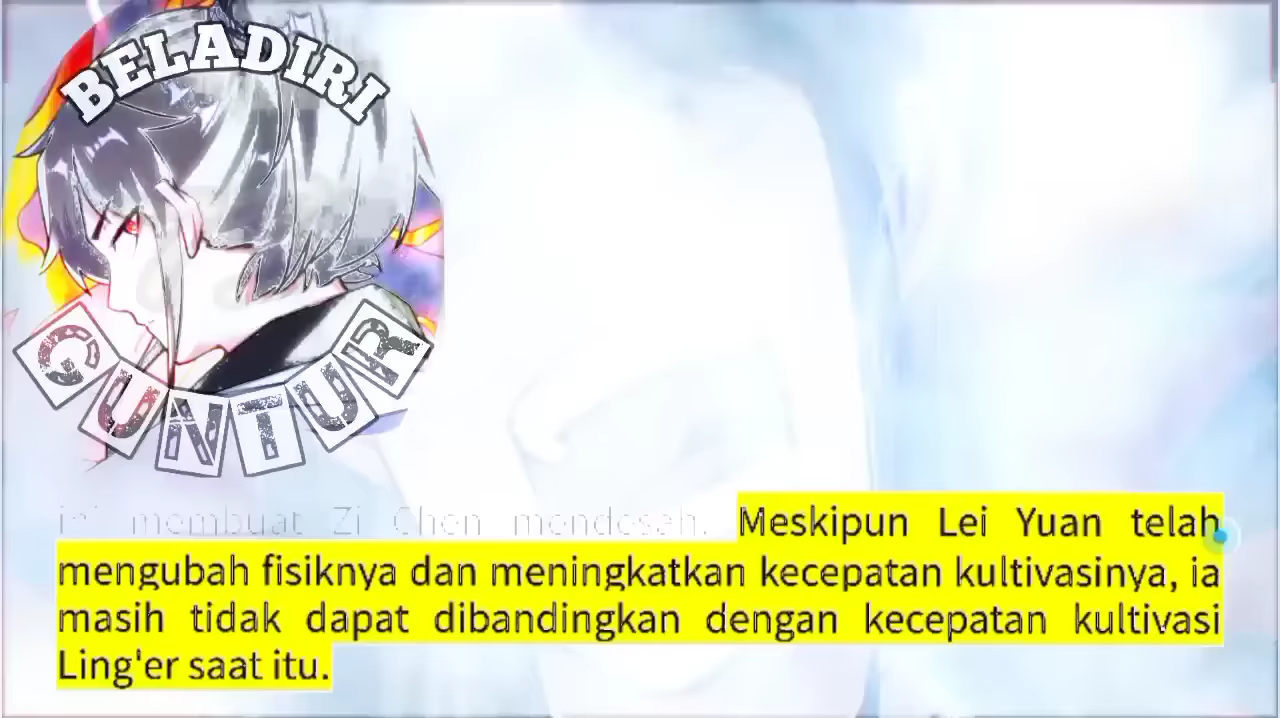 BELADIRI
GUNTUR
ini membuat Zi Chen mendesah. Meskipun Lei Yuan telah
mengubah fisiknya dan meningkatkan kecepatan kultivasinya, ia
masih tidak dapat dibandingkan dengan kecepatan kultivasi
Ling'er saat itu.